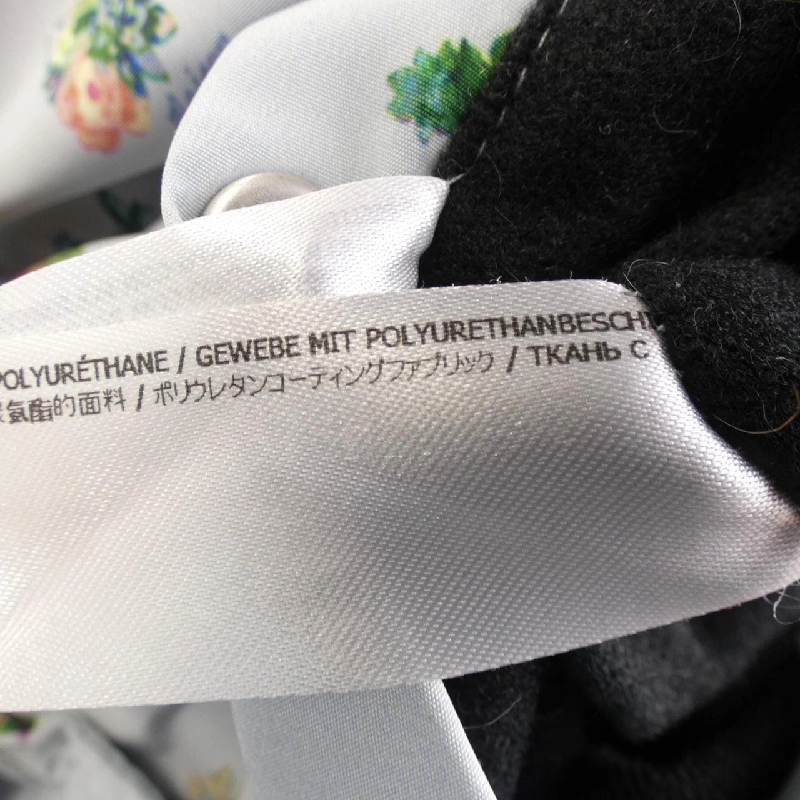 POLYURÉTHANE / GEWEBE MIT POLYURETHANBESCH
氨酯的面料 / ポリウレタンコーティングファブリック / ТКАНЬ С